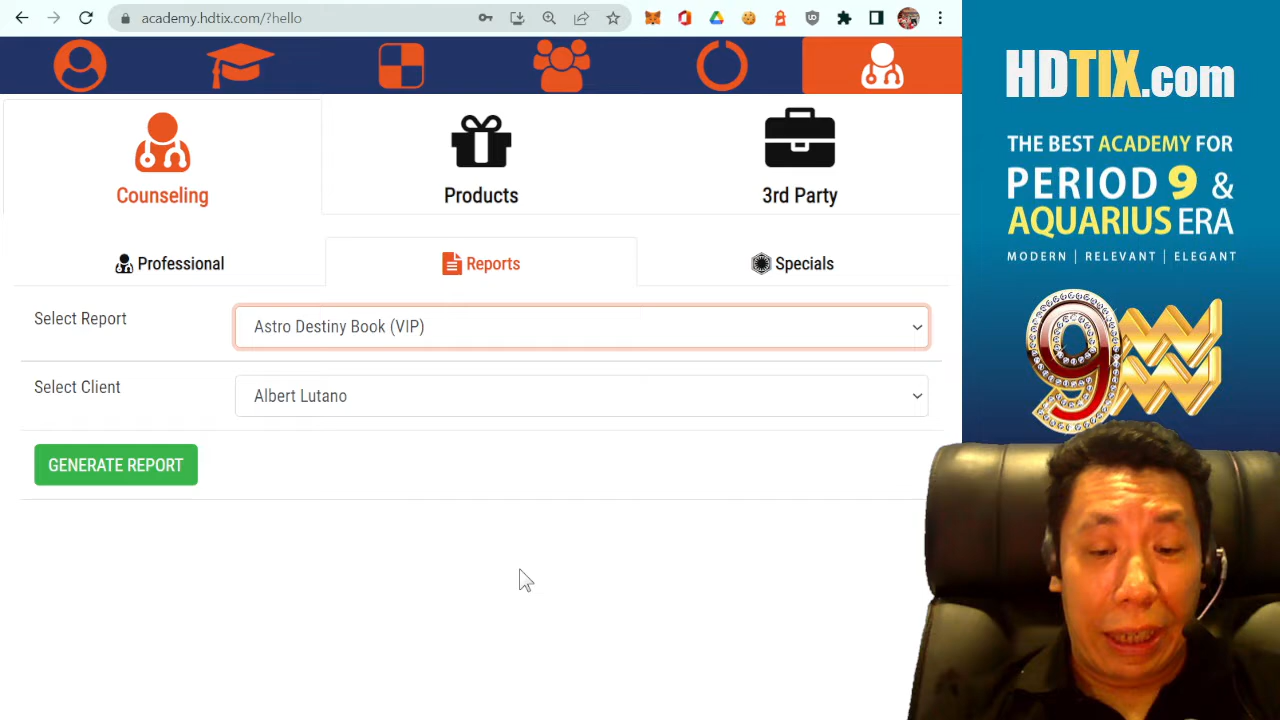 academy.hdtix.com/?hello
Counseling
Products
3rd Party
Professional
Reports
Specials
Select Report
Astro Destiny Book (VIP)
Select Client
Albert Lutano
GENERATE REPORT
HDTIX.com
THE BEST ACADEMY FOR
PERIOD 9 &
AQUARIUS ERA
MODERN | RELEVANT | ELEGANT
9